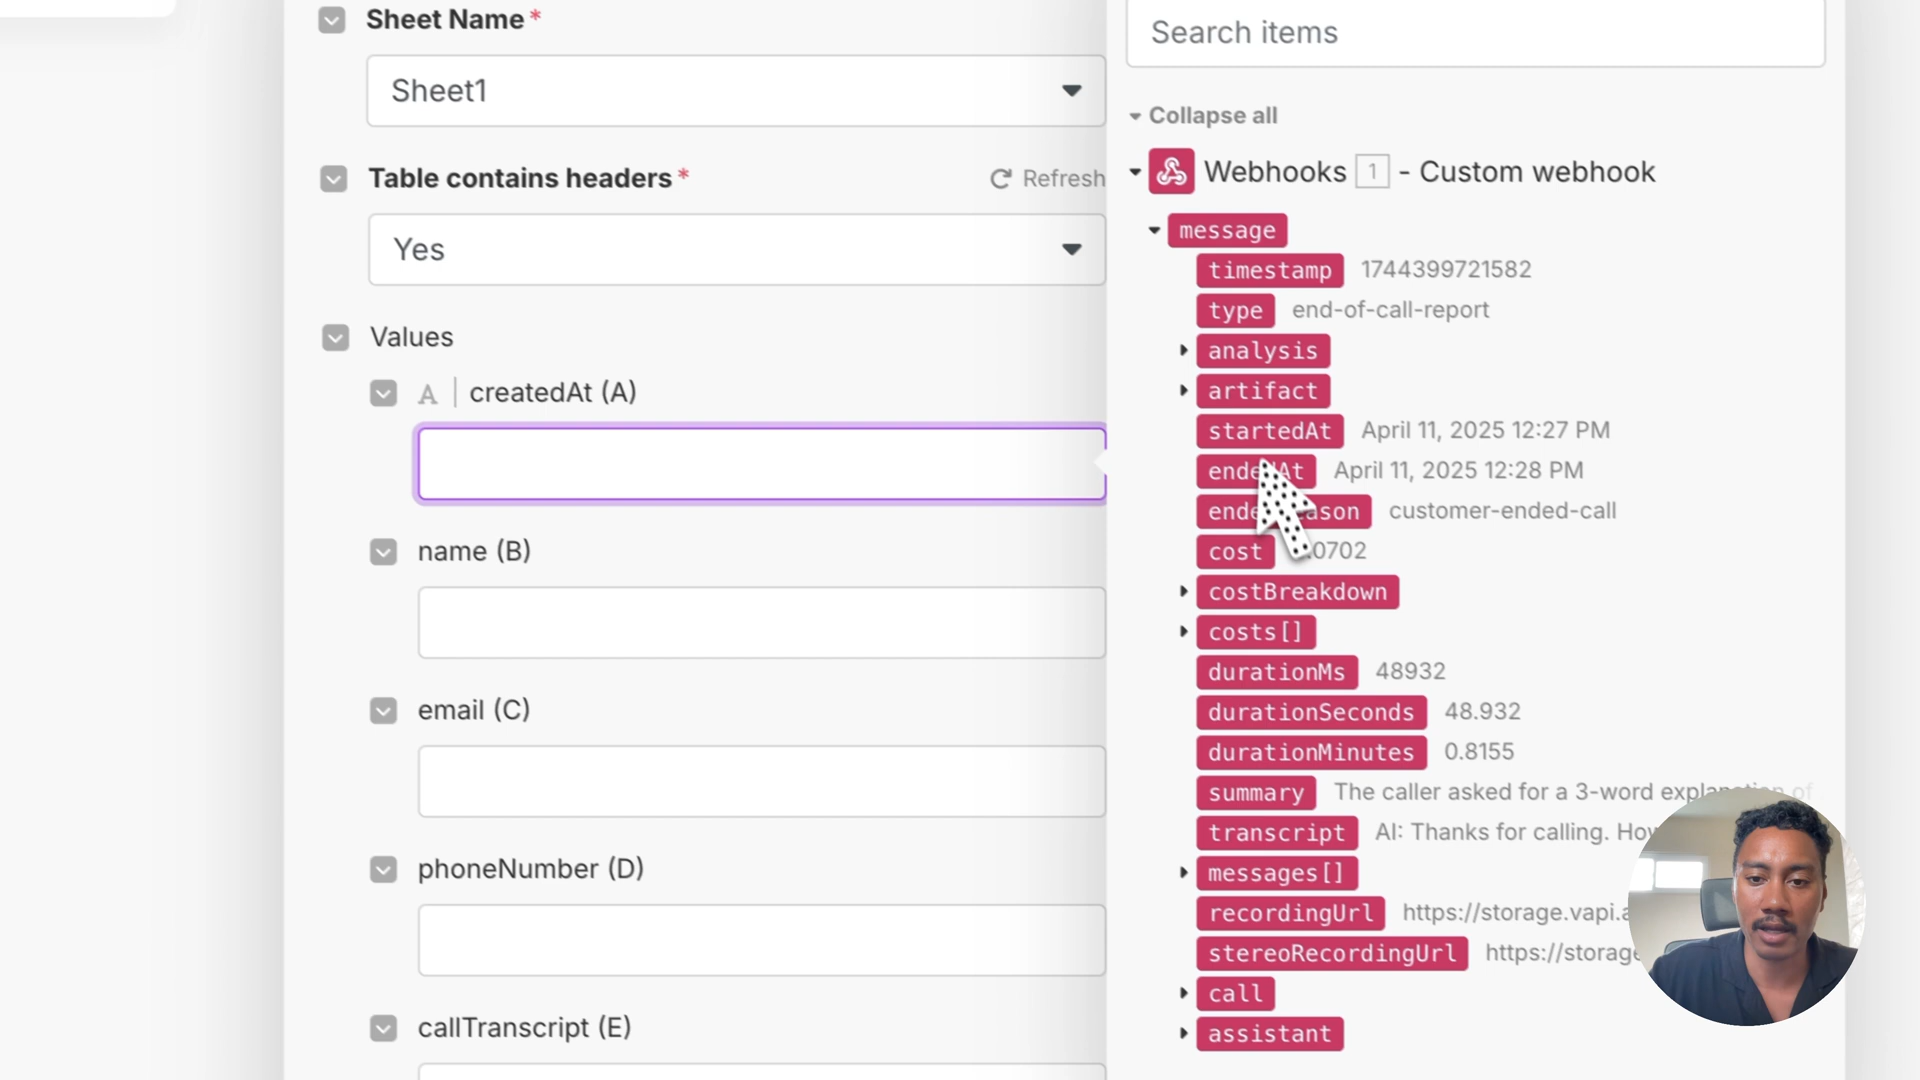 Sheet Name *
Sheet1
Table contains headers *
Refresh
Yes
Values
A | createdAt (A)
name (B)
email (C)
phoneNumber (D)
callTranscript (E)
Search items
Collapse all
Webhooks 1 - Custom webhook
message
timestamp 1744399721582
type end-of-call-report
analysis
artifact
startedAt April 11, 2025 12:27 PM
endedAt April 11, 2025 12:28 PM
customer-ended-call
cost
costBreakdown
costs[]
durationMs 48932
durationSeconds 48.932
durationMinutes 0.8155
summary The caller asked for a 3-word explanation of
transcript AI: Thanks for calling.
messages[]
recordingUrl https://storage.vapi.a
stereoRecordingUrl https://storage
call
assistant